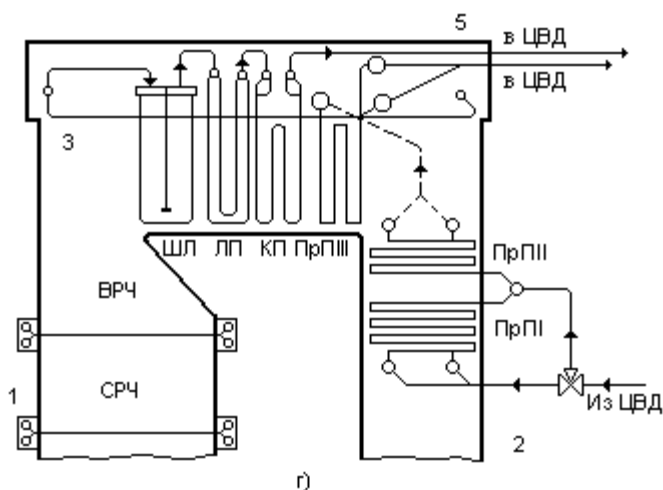 5
в ЦВД
в ЦВД
3
ШЛ ЛП КП ПрПIII
ПрПII
ВРЧ
ПрПI
1
СРЧ
Из ЦВД
2
г)